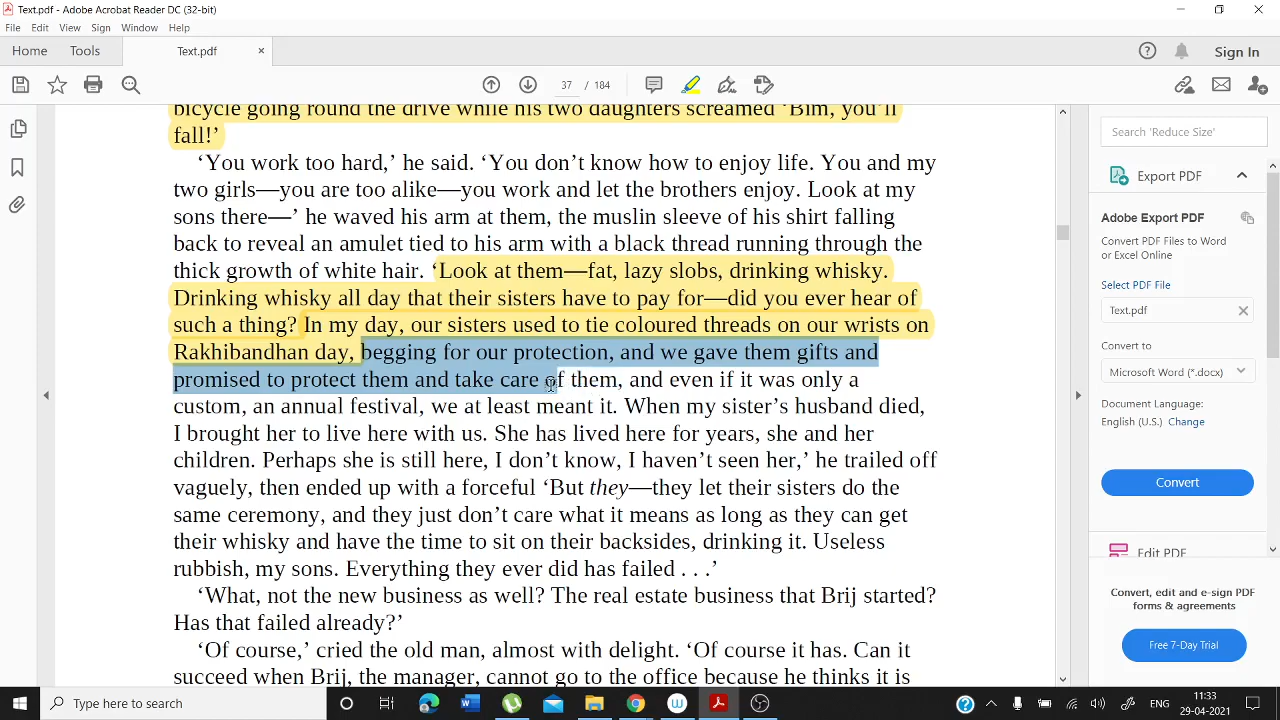 Text.pdf - Adobe Acrobat Reader DC (32-bit)
File Edit View Sign Window Help
Home Tools Text.pdf × Sign In
37 / 184
bicycle going round the drive while his two daughters screamed ‘Bim, you’ll
fall!’
‘You work too hard,’ he said. ‘You don’t know how to enjoy life. You and my
two girls—you are too alike—you work and let the brothers enjoy. Look at my
sons there—’ he waved his arm at them, the muslin sleeve of his shirt falling
back to reveal an amulet tied to his arm with a black thread running through the
thick growth of white hair. ‘Look at them—fat, lazy slobs, drinking whisky.
Drinking whisky all day that their sisters have to pay for—did you ever hear of
such a thing? In my day, our sisters used to tie coloured threads on our wrists on
Rakhibandhan day, begging for our protection, and we gave them gifts and
promised to protect them and take care of them, and even if it was only a
custom, an annual festival, we at least meant it. When my sister’s husband died,
I brought her to live here with us. She has lived here for years, she and her
children. Perhaps she is still here, I don’t know, I haven’t seen her,’ he trailed off
vaguely, then ended up with a forceful ‘But they—they let their sisters do the
same ceremony, and they just don’t care what it means as long as they can get
their whisky and have the time to sit on their backsides, drinking it. Useless
rubbish, my sons. Everything they ever did has failed . . .’
‘What, not the new business as well? The real estate business that Brij started?
Has that failed already?’
‘Of course,’ cried the old man, almost with delight. ‘Of course it has. Can it
succeed when Brij, the manager, cannot go to the office because he thinks it is
Search 'Reduce Size'
Export PDF
Adobe Export PDF
Convert PDF Files to Word
or Excel Online
Select PDF File
Text.pdf
Convert to
Microsoft Word (*.docx)
Document Language:
English (U.S.) Change
Convert
Edit PDF
Convert, edit and e-sign PDF
forms & agreements
Free 7-Day Trial
Type here to search
ENG
11:33
29-04-2021